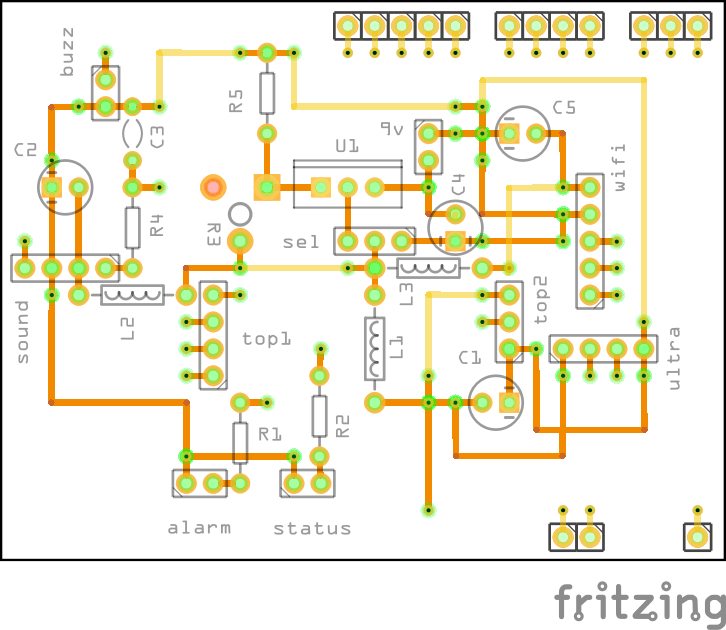 buzz
C2
C3
R5
9v
C5
U1
C4
wifi
R4
R3
sel
L3
top2
sound
L2
top1
L1
C1
ultra
R1
R2
alarm
status
fritzing